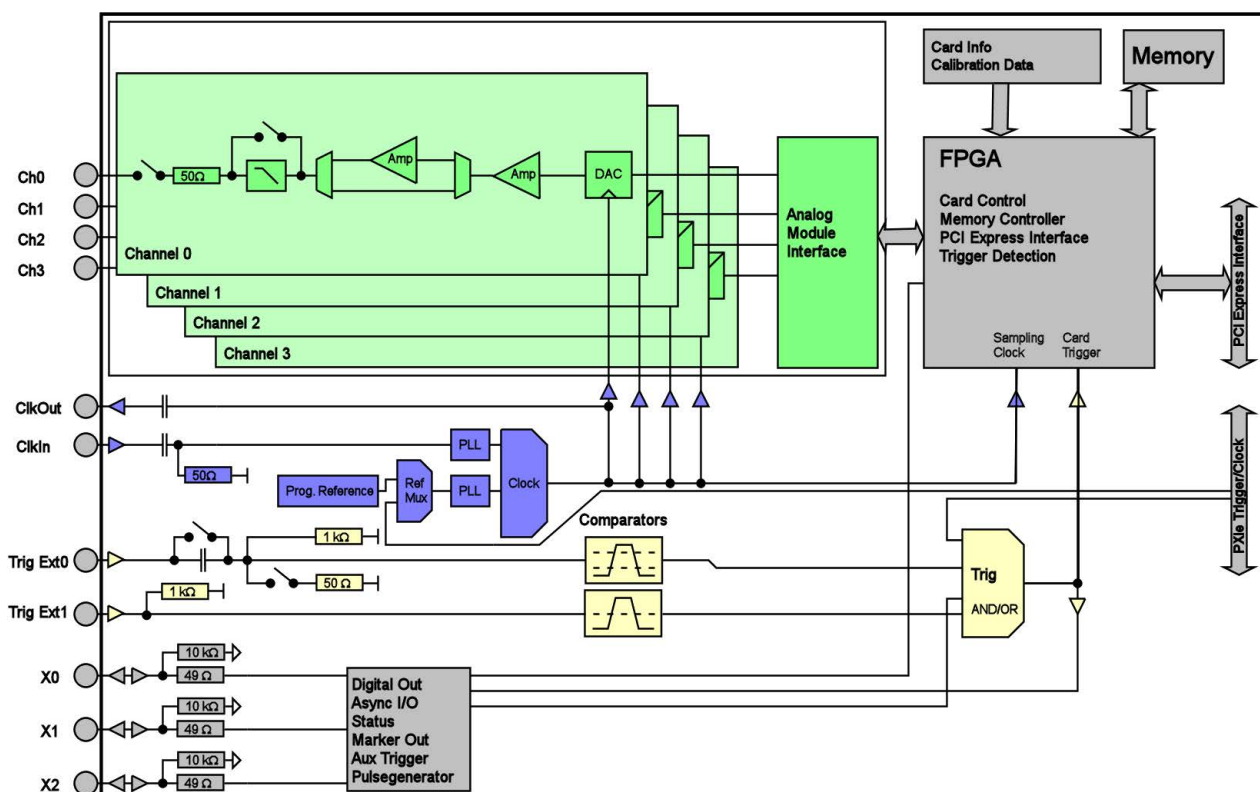 Card Info
Calibration Data
Memory
Ch0
50Ω
Amp
Amp
DAC
Ch1
Ch2
Ch3
Channel 0
Channel 1
Channel 2
Channel 3
Analog
Module
Interface
FPGA
Card Control
Memory Controller
PCI Express Interface
Trigger Detection
Sampling
Clock
Card
Trigger
PCI Express Interface
ClkOut
ClkIn
50Ω
PLL
Prog. Reference
Ref
Mux
PLL
Clock
PXIe Trigger/Clock
Comparators
Trig Ext0
1 kΩ
50 Ω
Trig Ext1
1 kΩ
Trig
AND/OR
X0
10 kΩ
49 Ω
X1
10 kΩ
49 Ω
X2
10 kΩ
49 Ω
Digital Out
Async I/O
Status
Marker Out
Aux Trigger
Pulsegenerator